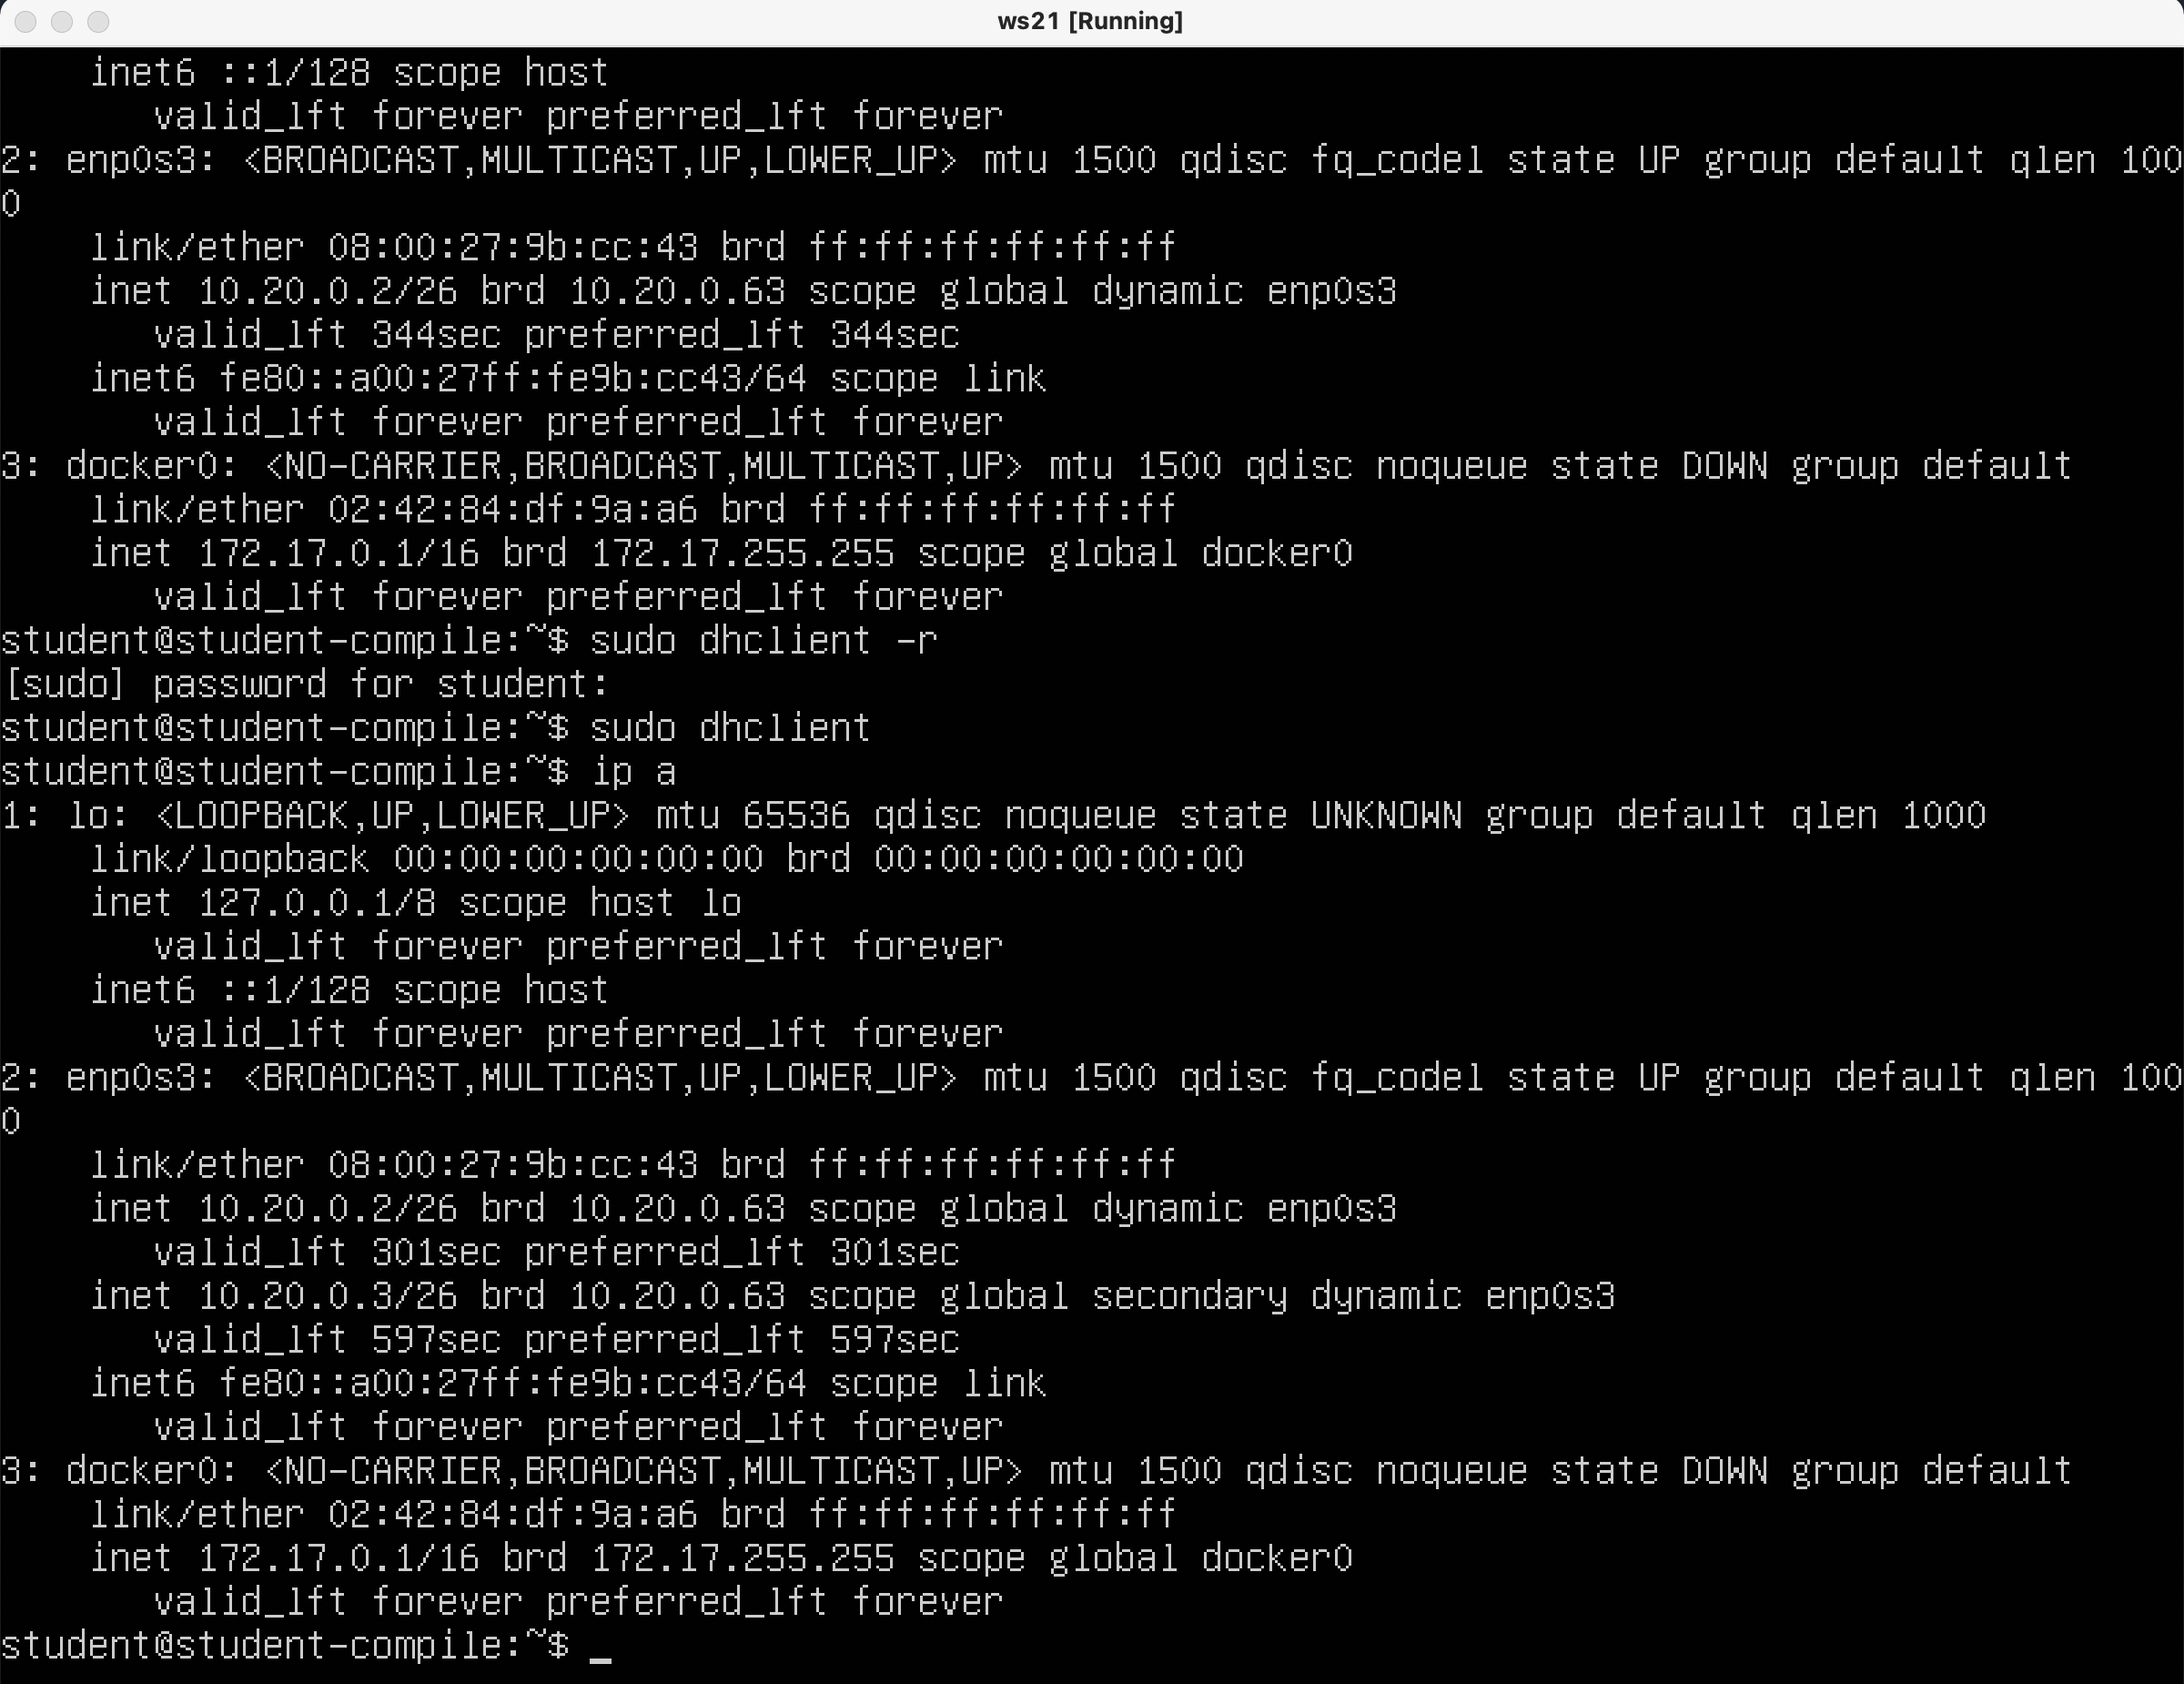 ws21 [Running]
inet6 ::1/128 scope host
valid_lft forever preferred_lft forever
2: enp0s3: <BROADCAST,MULTICAST,UP,LOWER_UP> mtu 1500 qdisc fq_codel state UP group default qlen 100
0
link/ether 08:00:27:9b:cc:43 brd ff:ff:ff:ff:ff:ff
inet 10.20.0.2/26 brd 10.20.0.63 scope global dynamic enp0s3
valid_lft 344sec preferred_lft 344sec
inet6 fe80::a00:27ff:fe9b:cc43/64 scope link
valid_lft forever preferred_lft forever
3: docker0: <NO-CARRIER,BROADCAST,MULTICAST,UP> mtu 1500 qdisc noqueue state DOWN group default
link/ether 02:42:84:df:9a:a6 brd ff:ff:ff:ff:ff:ff
inet 172.17.0.1/16 brd 172.17.255.255 scope global docker0
valid_lft forever preferred_lft forever
student@student-compile:~$ sudo dhclient -r
[sudo] password for student:
student@student-compile:~$ sudo dhclient
student@student-compile:~$ ip a
1: lo: <LOOPBACK,UP,LOWER_UP> mtu 65536 qdisc noqueue state UNKNOWN group default qlen 1000
link/loopback 00:00:00:00:00:00 brd 00:00:00:00:00:00
inet 127.0.0.1/8 scope host lo
valid_lft forever preferred_lft forever
inet6 ::1/128 scope host
valid_lft forever preferred_lft forever
2: enp0s3: <BROADCAST,MULTICAST,UP,LOWER_UP> mtu 1500 qdisc fq_codel state UP group default qlen 100
0
link/ether 08:00:27:9b:cc:43 brd ff:ff:ff:ff:ff:ff
inet 10.20.0.2/26 brd 10.20.0.63 scope global dynamic enp0s3
valid_lft 301sec preferred_lft 301sec
inet 10.20.0.3/26 brd 10.20.0.63 scope global secondary dynamic enp0s3
valid_lft 597sec preferred_lft 597sec
inet6 fe80::a00:27ff:fe9b:cc43/64 scope link
valid_lft forever preferred_lft forever
3: docker0: <NO-CARRIER,BROADCAST,MULTICAST,UP> mtu 1500 qdisc noqueue state DOWN group default
link/ether 02:42:84:df:9a:a6 brd ff:ff:ff:ff:ff:ff
inet 172.17.0.1/16 brd 172.17.255.255 scope global docker0
valid_lft forever preferred_lft forever
student@student-compile:~$ _